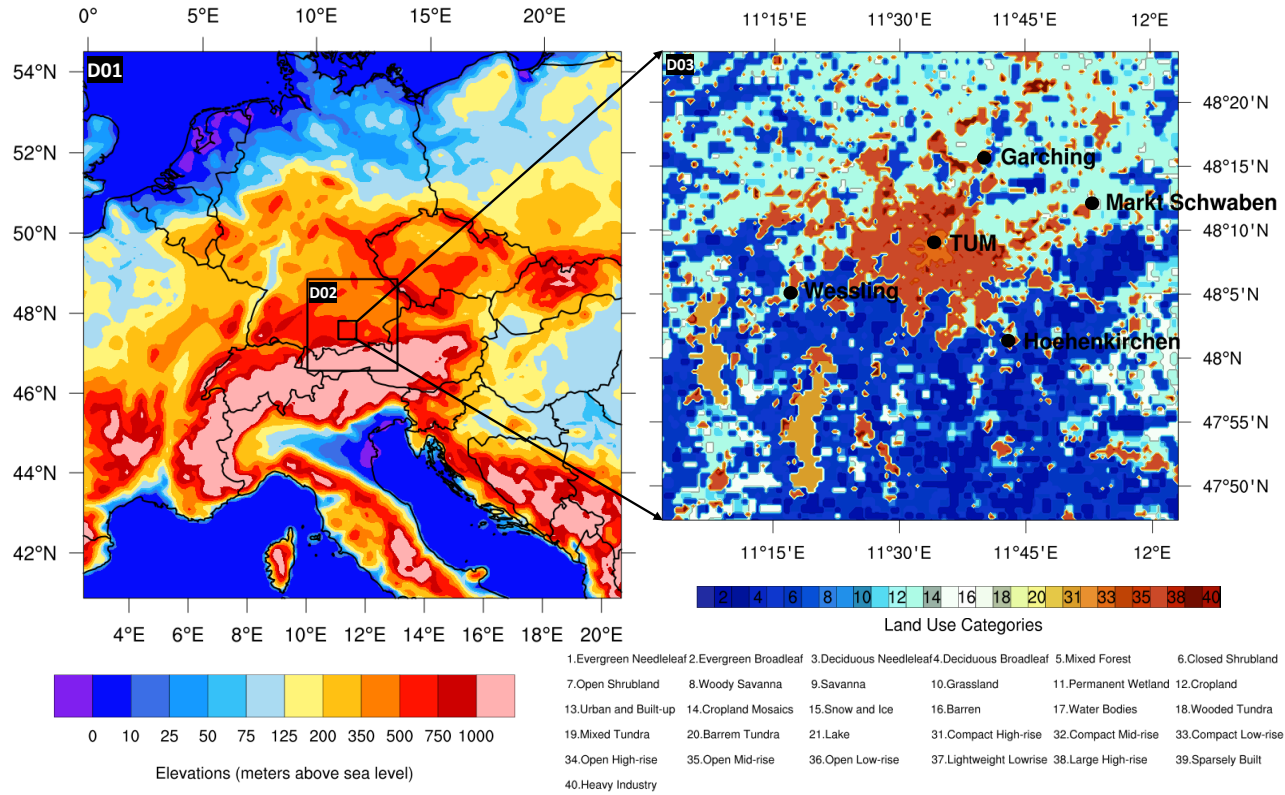 0°E 5°E 10°E 15°E 20°E
11°15'E 11°30'E 11°45'E 12°E
D01
D03
54°N
52°N
50°N
48°N
46°N
44°N
42°N
D02
48°20'N
48°15'N
48°10'N
48°5'N
48°N
47°55'N
47°50'N
Garching
Markt Schwaben
TUM
Wessling
Hoehenkirchen
4°E 6°E 8°E 10°E 12°E 14°E 16°E 18°E 20°E
11°15'E 11°30'E 11°45'E 12°E
2 4 6 8 10 12 14 16 18 20 31 33 35 38 40
Land Use Categories
0 10 25 50 75 125 200 350 500 750 1000
Elevations (meters above sea level)
1.Evergreen Needleleaf 2.Evergreen Broadleaf 3.Deciduous Needleleaf 4.Deciduous Broadleaf 5.Mixed Forest 6.Closed Shrubland
7.Open Shrubland 8.Woody Savanna 9.Savanna 10.Grassland 11.Permanent Wetland 12.Cropland
13.Urban and Built-up 14.Cropland Mosaics 15.Snow and Ice 16.Barren 17.Water Bodies 18.Wooded Tundra
19.Mixed Tundra 20.Barrem Tundra 21.Lake 31.Compact High-rise 32.Compact Mid-rise 33.Compact Low-rise
34.Open High-rise 35.Open Mid-rise 36.Open Low-rise 37.Lightweight Lowrise 38.Large High-rise 39.Sparsely Built
40.Heavy Industry